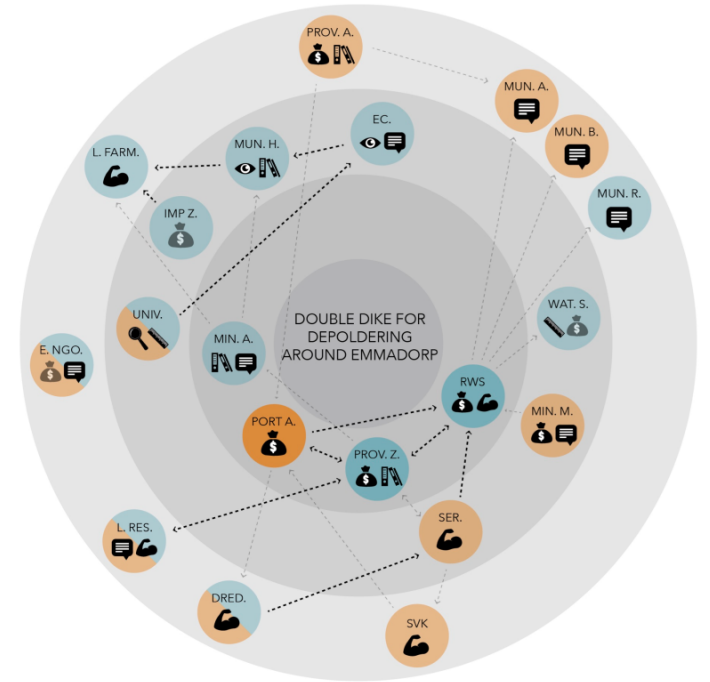 PROV. A.
MUN. A.
EC.
MUN. B.
MUN. H.
L. FARM.
MUN. R.
IMP Z.
WAT. S.
UNIV.
DOUBLE DIKE FOR
DEPOLDERING
AROUND EMMADORP
MIN. A.
E. NGO.
RWS
MIN. M.
PORT A.
PROV. Z.
SER.
L. RES.
DRED.
SVK